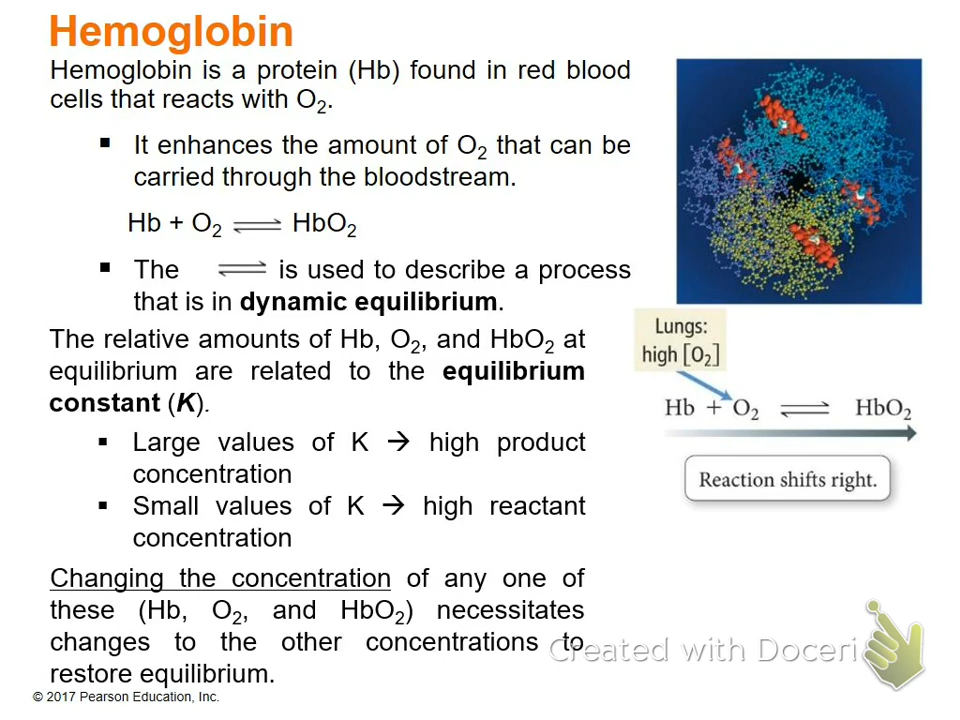 Hemoglobin
Hemoglobin is a protein (Hb) found in red blood
cells that reacts with O₂.
▪ It enhances the amount of O₂ that can be
carried through the bloodstream.
Hb + O₂ ⇌ HbO₂
▪ The ⇌ is used to describe a process
that is in dynamic equilibrium.
The relative amounts of Hb, O₂, and HbO₂ at
equilibrium are related to the equilibrium
constant (K).
▪ Large values of K → high product
concentration
▪ Small values of K → high reactant
concentration
Changing the concentration of any one of
these (Hb, O₂, and HbO₂) necessitates
changes to the other concentrations to
restore equilibrium.
© 2017 Pearson Education, Inc.
Lungs:
high [O₂]
Hb + O₂ ⇌ HbO₂
Reaction shifts right.
Created with Doceri